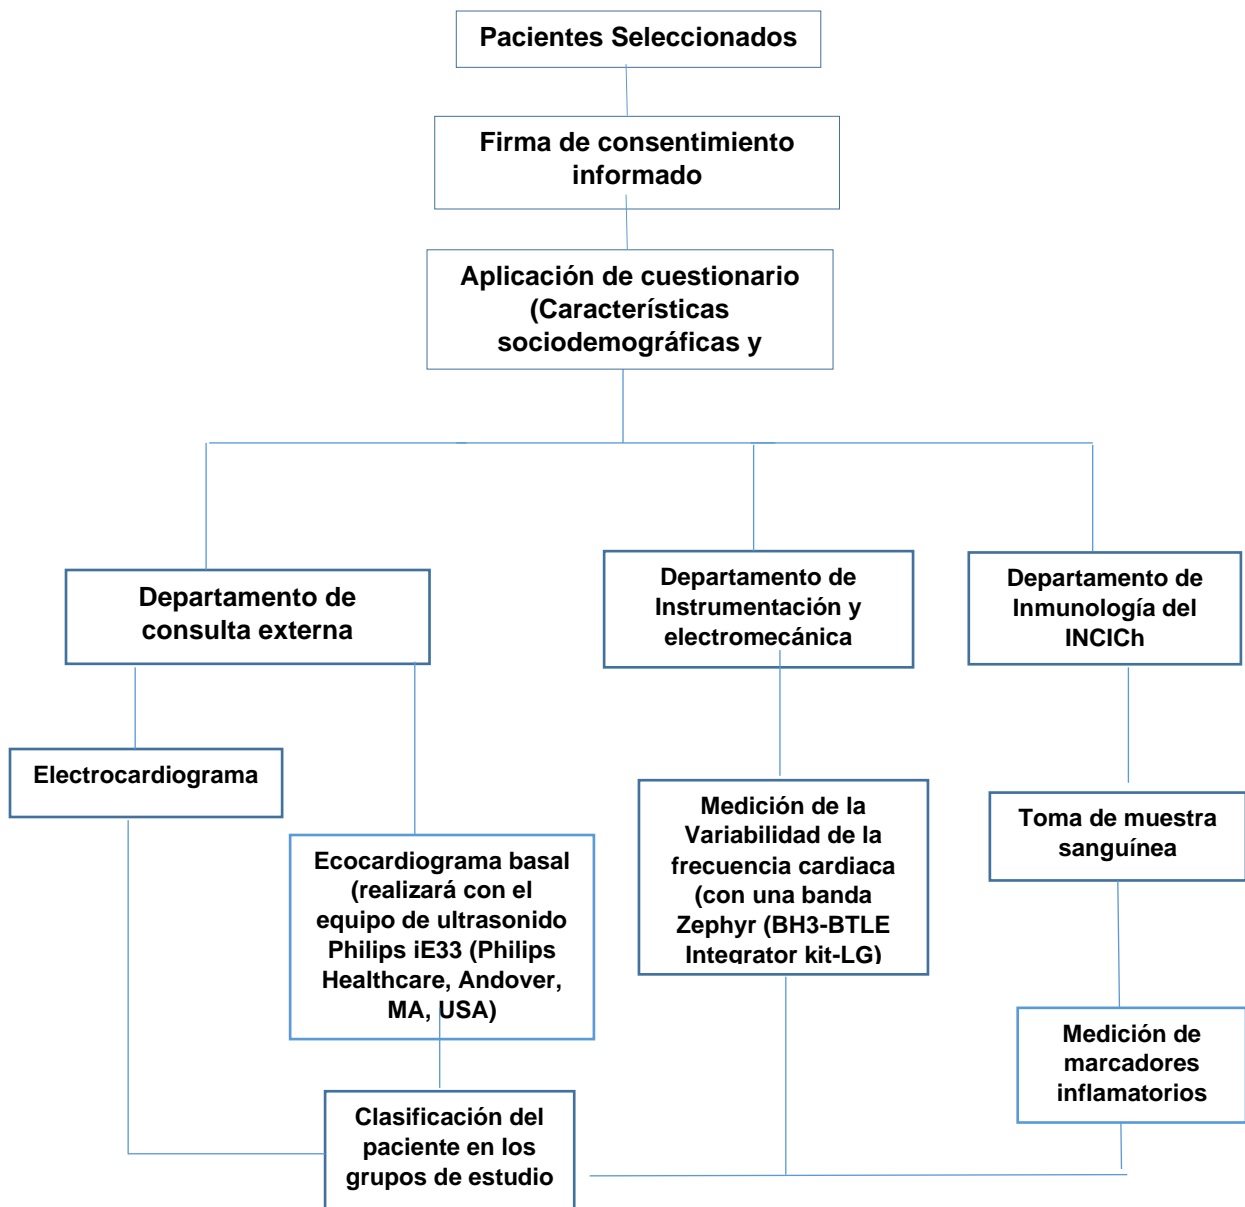 Pacientes Seleccionados
Firma de consentimiento
informado
Aplicación de cuestionario
(Características
sociodemográficas y
Departamento de
consulta externa
Departamento de
Instrumentación y
electromecánica
Departamento de
Inmunología del
INCICh
Electrocardiograma
Ecocardiograma basal
(realizará con el
equipo de ultrasonido
Philips iE33 (Philips
Healthcare, Andover,
MA, USA)
Medición de la
Variabilidad de la
frecuencia cardiaca
(con una banda
Zephyr (BH3-BTLE
Integrator kit-LG)
Toma de muestra
sanguínea
Medición de
marcadores
inflamatorios
Clasificación del
paciente en los
grupos de estudio